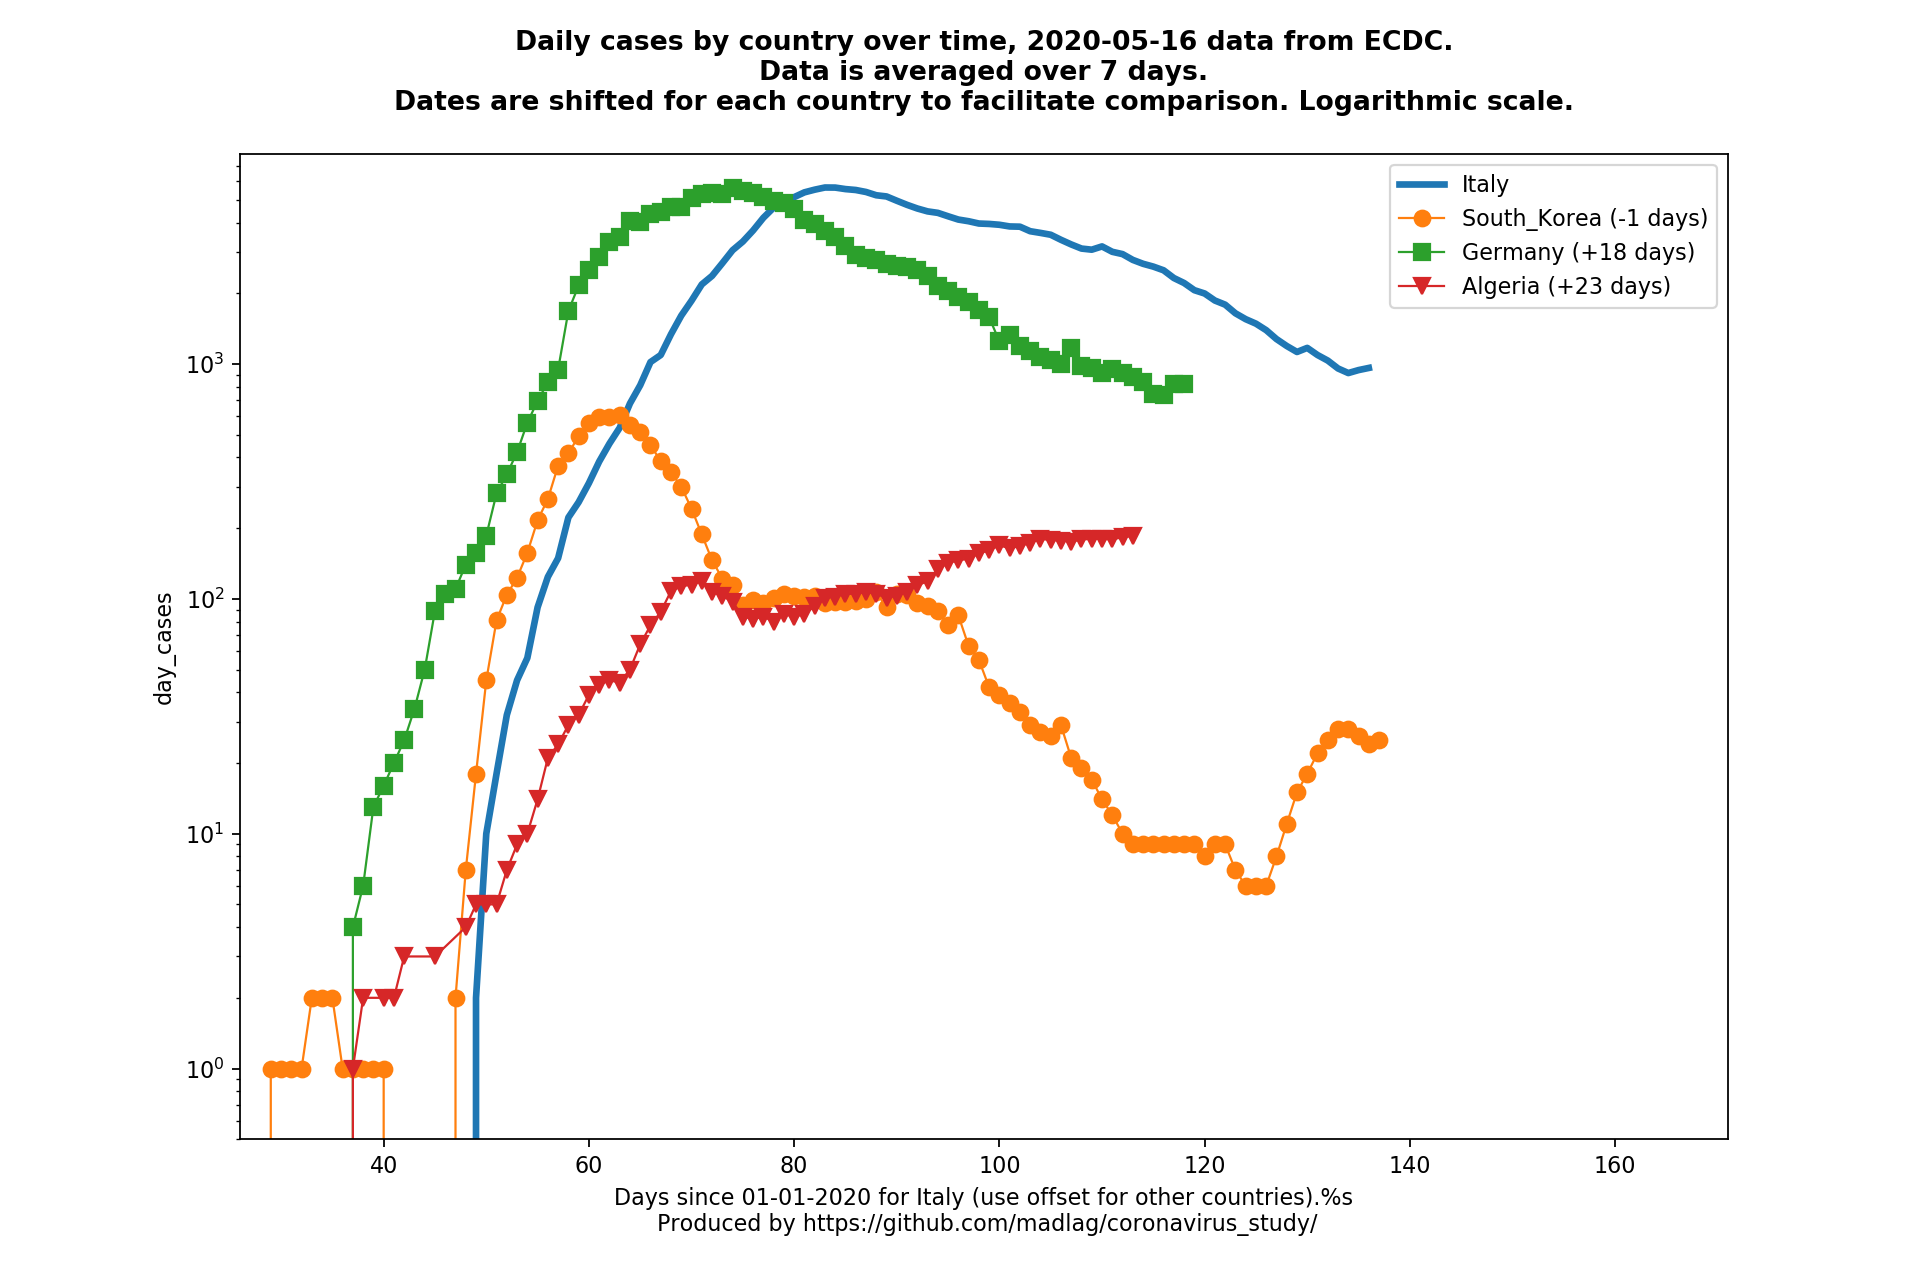 Daily cases by country over time, 2020-05-16 data from ECDC.
Data is averaged over 7 days.
Dates are shifted for each country to facilitate comparison. Logarithmic scale.
Italy
South_Korea (-1 days)
Germany (+18 days)
Algeria (+23 days)
day_cases
10³
10²
10¹
10⁰
40 60 80 100 120 140 160
Days since 01-01-2020 for Italy (use offset for other countries).%s
Produced by https://github.com/madlag/coronavirus_study/